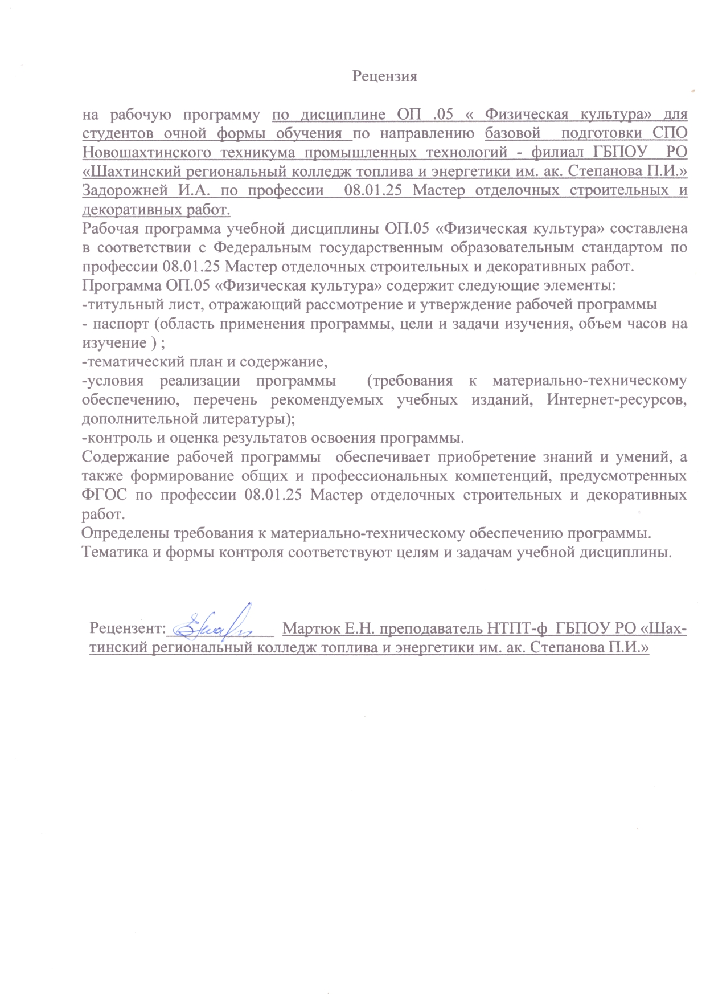 Рецензия
на рабочую программу по дисциплине ОП .05 « Физическая культура» для
студентов очной формы обучения по направлению базовой подготовки СПО
Новошахтинского техникума промышленных технологий - филиал ГБПОУ РО
«Шахтинский региональный колледж топлива и энергетики им. ак. Степанова П.И.»
Задорожней И.А. по профессии 08.01.25 Мастер отделочных строительных и
декоративных работ.
Рабочая программа учебной дисциплины ОП.05 «Физическая культура» составлена
в соответствии с Федеральным государственным образовательным стандартом по
профессии 08.01.25 Мастер отделочных строительных и декоративных работ.
Программа ОП.05 «Физическая культура» содержит следующие элементы:
-титульный лист, отражающий рассмотрение и утверждение рабочей программы
- паспорт (область применения программы, цели и задачи изучения, объем часов на
изучение ) ;
-тематический план и содержание,
-условия реализации программы (требования к материально-техническому
обеспечению, перечень рекомендуемых учебных изданий, Интернет-ресурсов,
дополнительной литературы);
-контроль и оценка результатов освоения программы.
Содержание рабочей программы обеспечивает приобретение знаний и умений, а
также формирование общих и профессиональных компетенций, предусмотренных
ФГОС по профессии 08.01.25 Мастер отделочных строительных и декоративных
работ.
Определены требования к материально-техническому обеспечению программы.
Тематика и формы контроля соответствуют целям и задачам учебной дисциплины.
Рецензент: Мартюк Е.Н. преподаватель НТПТ-ф ГБПОУ РО «Шах-
тинский региональный колледж топлива и энергетики им. ак. Степанова П.И.»